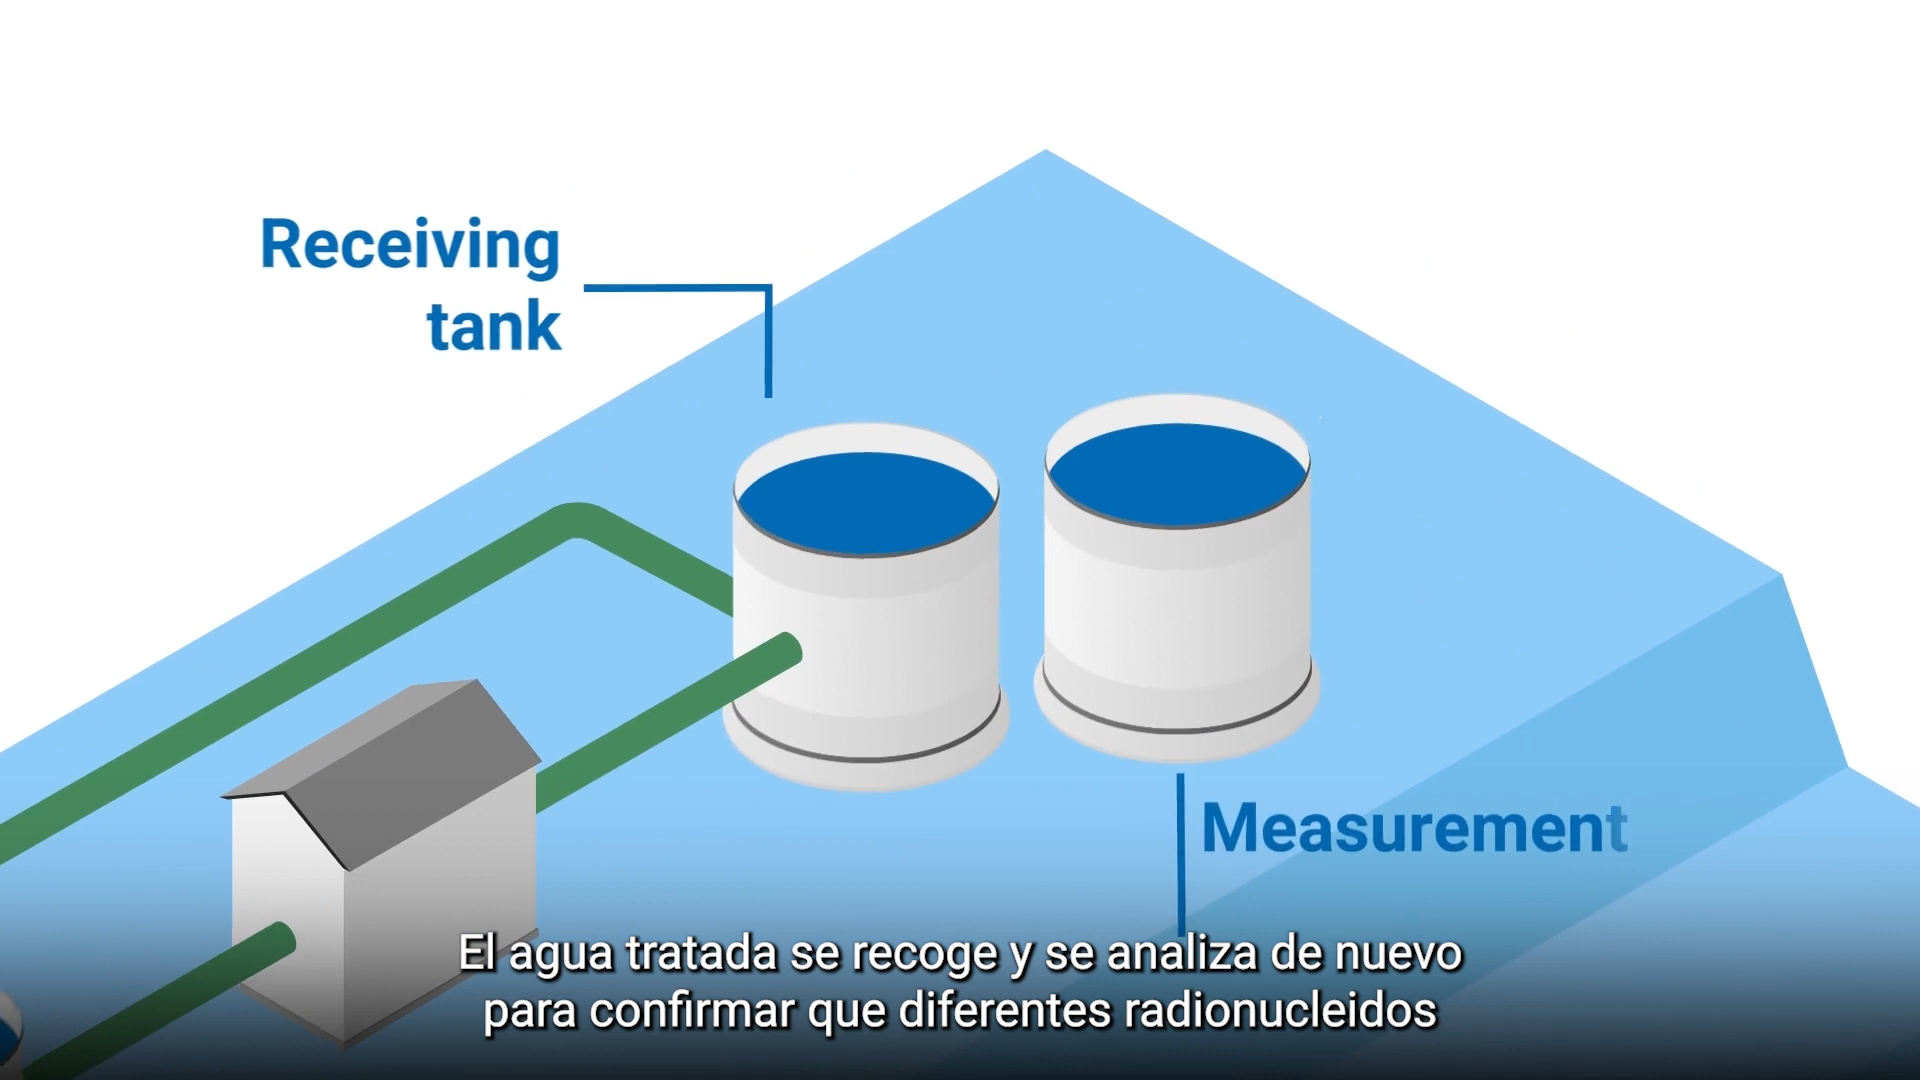 Receiving
tank
Measurement
El agua tratada se recoge y se analiza de nuevo
para confirmar que diferentes radionucleidos